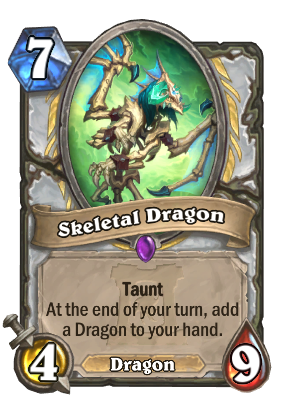 7
Skeletal Dragon
Taunt
At the end of your turn, add
a Dragon to your hand.
4
Dragon
9